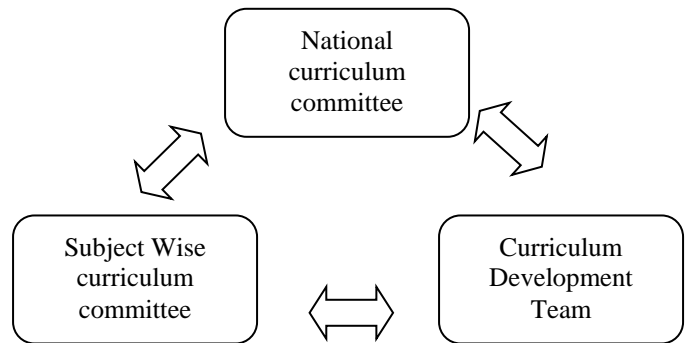 National
curriculum
committee
Subject Wise
curriculum
committee
Curriculum
Development
Team